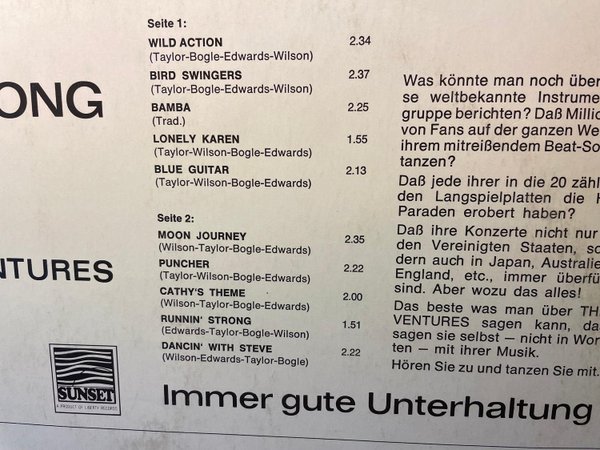 ONG
NTURES
Seite 1:
WILD ACTION 2.34
(Taylor-Bogle-Edwards-Wilson)
BIRD SWINGERS 2.37
(Taylor-Bogle-Edwards-Wilson)
BAMBA 2.25
(Trad.)
LONELY KAREN 1.55
(Taylor-Wilson-Bogle-Edwards)
BLUE GUITAR 2.13
(Taylor-Wilson-Bogle-Edwards)
Seite 2:
MOON JOURNEY 2.35
(Wilson-Taylor-Bogle-Edwards)
PUNCHER 2.22
(Taylor-Wilson-Bogle-Edwards)
CATHY'S THEME 2.00
(Wilson-Taylor-Bogle-Edwards)
RUNNIN' STRONG 1.51
(Edwards-Taylor-Bogle-Wilson)
DANCIN' WITH STEVE 2.22
(Wilson-Edwards-Taylor-Bogle)
Was könnte man noch über
se weltbekannte Instrume
gruppe berichten? Daß Milli
von Fans auf der ganzen We
ihrem mitreißendem Beat-So
tanzen?
Daß jede ihrer in die 20 zähl
den Langspielplatten die H
Paraden erobert haben?
Daß ihre Konzerte nicht nur
den Vereinigten Staaten, so
dern auch in Japan, Australie
England, etc., immer überfü
sind. Aber wozu das alles!
Das beste was man über TH
VENTURES sagen kann, da
sagen sie selbst – nicht in Wor
ten – mit ihrer Musik.
Hören Sie zu und tanzen Sie mit.
SUNSET
A PRODUCT OF LIBERTY RECORDS
Immer gute Unterhaltung